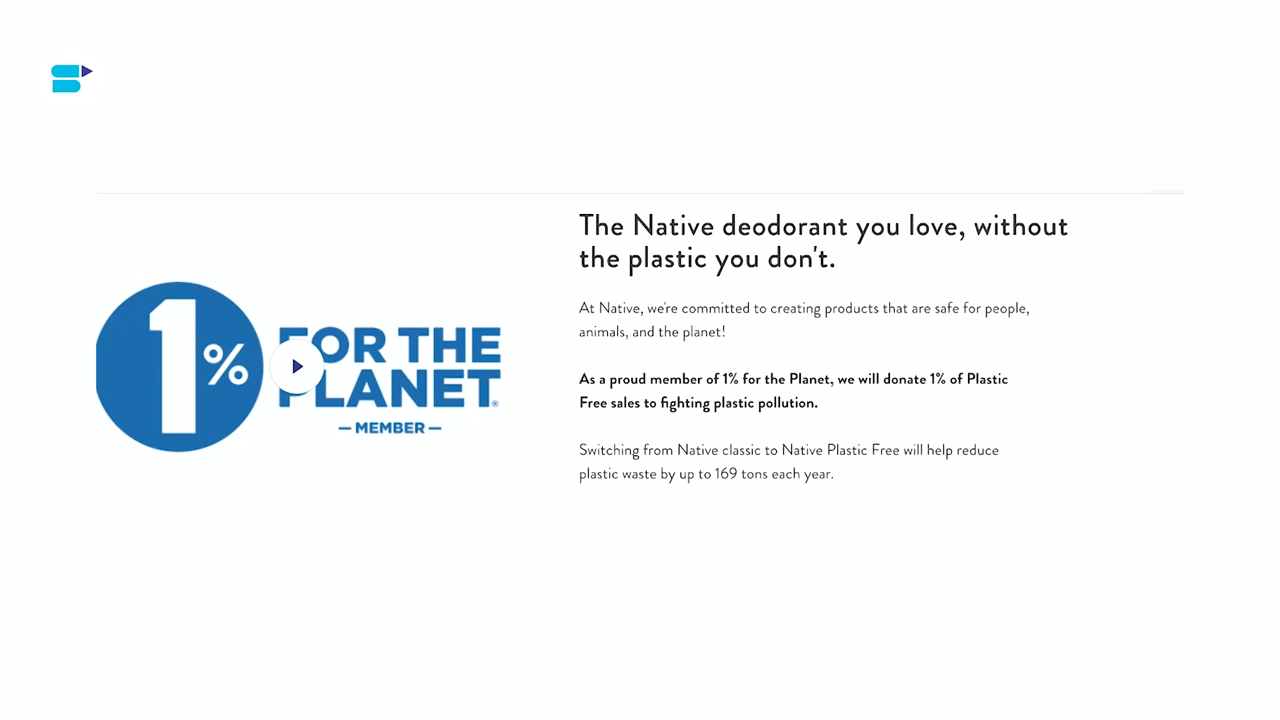 The Native deodorant you love, without
the plastic you don't.
1%
FOR THE
PLANET®
— MEMBER —
At Native, we're committed to creating products that are safe for people,
animals, and the planet!
As a proud member of 1% for the Planet, we will donate 1% of Plastic
Free sales to fighting plastic pollution.
Switching from Native classic to Native Plastic Free will help reduce
plastic waste by up to 169 tons each year.